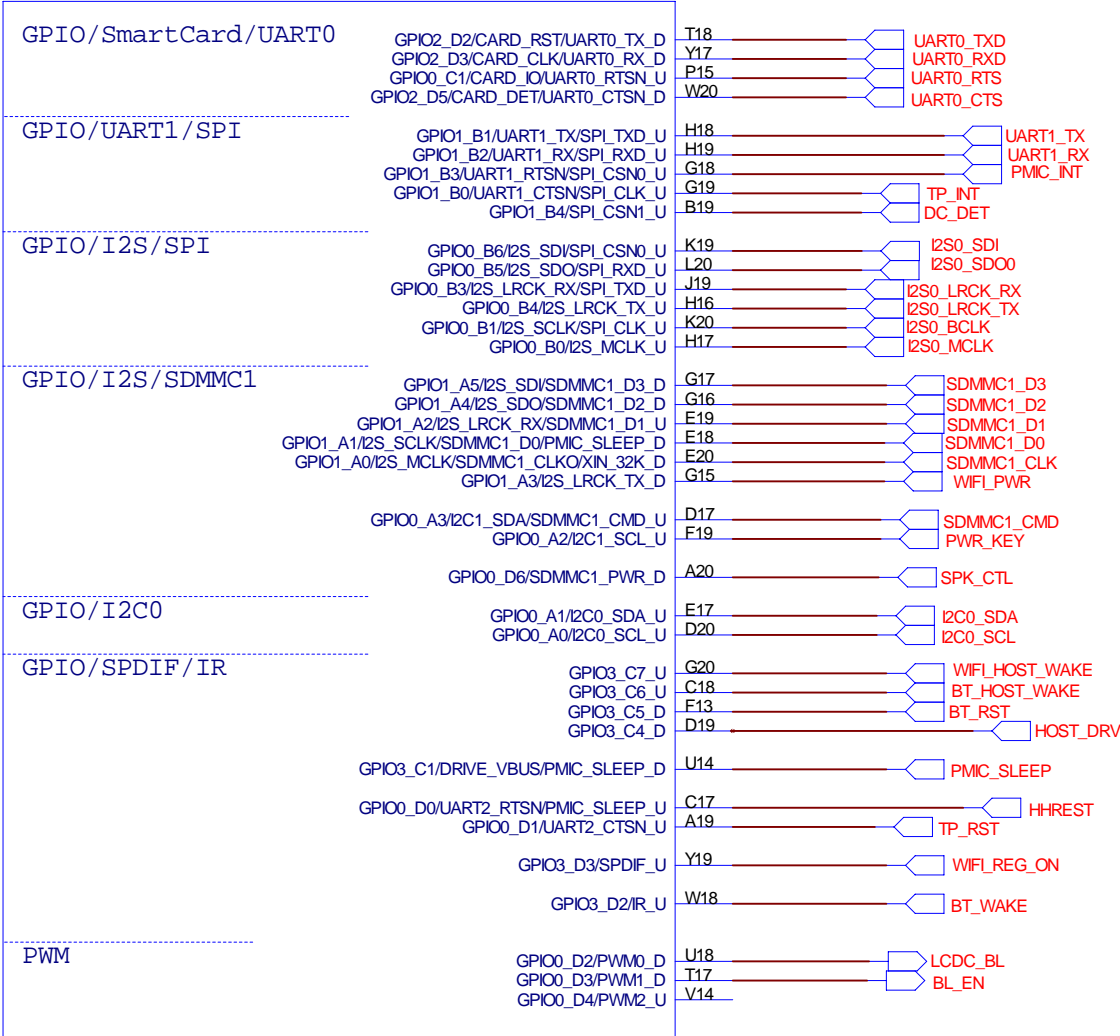 GPIO/SmartCard/UART0
GPIO2_D2/CARD_RST/UART0_TX_D T18 UART0_TXD
GPIO2_D3/CARD_CLK/UART0_RX_D Y17 UART0_RXD
GPIO0_C1/CARD_IO/UART0_RTSN_U P15 UART0_RTS
GPIO2_D5/CARD_DET/UART0_CTSN_D W20 UART0_CTS
GPIO/UART1/SPI
GPIO1_B1/UART1_TX/SPI_TXD_U H18 UART1_TX
GPIO1_B2/UART1_RX/SPI_RXD_U H19 UART1_RX
GPIO1_B3/UART1_RTSN/SPI_CSN0_U G18 PMIC_INT
GPIO1_B0/UART1_CTSN/SPI_CLK_U G19 TP_INT
GPIO1_B4/SPI_CSN1_U B19 DC_DET
GPIO/I2S/SPI
GPIO0_B6/I2S_SDI/SPI_CSN0_U K19 I2S0_SDI
GPIO0_B5/I2S_SDO/SPI_RXD_U L20 I2S0_SDO0
GPIO0_B3/I2S_LRCK_RX/SPI_TXD_U J19 I2S0_LRCK_RX
GPIO0_B4/I2S_LRCK_TX_U H16 I2S0_LRCK_TX
GPIO0_B1/I2S_SCLK/SPI_CLK_U K20 I2S0_BCLK
GPIO0_B0/I2S_MCLK_U H17 I2S0_MCLK
GPIO/I2S/SDMMC1
GPIO1_A5/I2S_SDI/SDMMC1_D3_D G17 SDMMC1_D3
GPIO1_A4/I2S_SDO/SDMMC1_D2_D G16 SDMMC1_D2
GPIO1_A2/I2S_LRCK_RX/SDMMC1_D1_U E19 SDMMC1_D1
GPIO1_A1/I2S_SCLK/SDMMC1_D0/PMIC_SLEEP_D E18 SDMMC1_D0
GPIO1_A0/I2S_MCLK/SDMMC1_CLKO/XIN_32K_D E20 SDMMC1_CLK
GPIO1_A3/I2S_LRCK_TX_D G15 WIFI_PWR
GPIO0_A3/I2C1_SDA/SDMMC1_CMD_U D17 SDMMC1_CMD
GPIO0_A2/I2C1_SCL_U F19 PWR_KEY
GPIO0_D6/SDMMC1_PWR_D A20 SPK_CTL
GPIO/I2C0
GPIO0_A1/I2C0_SDA_U E17 I2C0_SDA
GPIO0_A0/I2C0_SCL_U D20 I2C0_SCL
GPIO/SPDIF/IR
GPIO3_C7_U G20 WIFI_HOST_WAKE
GPIO3_C6_U C18 BT_HOST_WAKE
GPIO3_C5_D F13 BT_RST
GPIO3_C4_D D19 HOST_DRV
GPIO3_C1/DRIVE_VBUS/PMIC_SLEEP_D U14 PMIC_SLEEP
GPIO0_D0/UART2_RTSN/PMIC_SLEEP_U C17 HHREST
GPIO0_D1/UART2_CTSN_U A19 TP_RST
GPIO3_D3/SPDIF_U Y19 WIFI_REG_ON
GPIO3_D2/IR_U W18 BT_WAKE
PWM
GPIO0_D2/PWM0_D U18 LCDC_BL
GPIO0_D3/PWM1_D T17 BL_EN
GPIO0_D4/PWM2_U V14